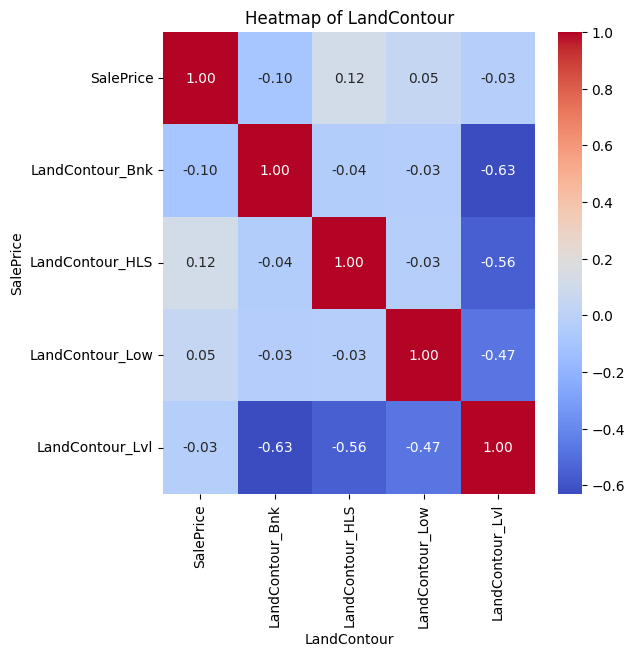 Heatmap of LandContour
SalePrice
LandContour_Bnk
LandContour_HLS
LandContour_Low
LandContour_Lvl
SalePrice
1.00 -0.10 0.12 0.05 -0.03
-0.10 1.00 -0.04 -0.03 -0.63
0.12 -0.04 1.00 -0.03 -0.56
0.05 -0.03 -0.03 1.00 -0.47
-0.03 -0.63 -0.56 -0.47 1.00
SalePrice
LandContour_Bnk
LandContour_HLS
LandContour_Low
LandContour_Lvl
LandContour
1.0
0.8
0.6
0.4
0.2
0.0
−0.2
−0.4
−0.6